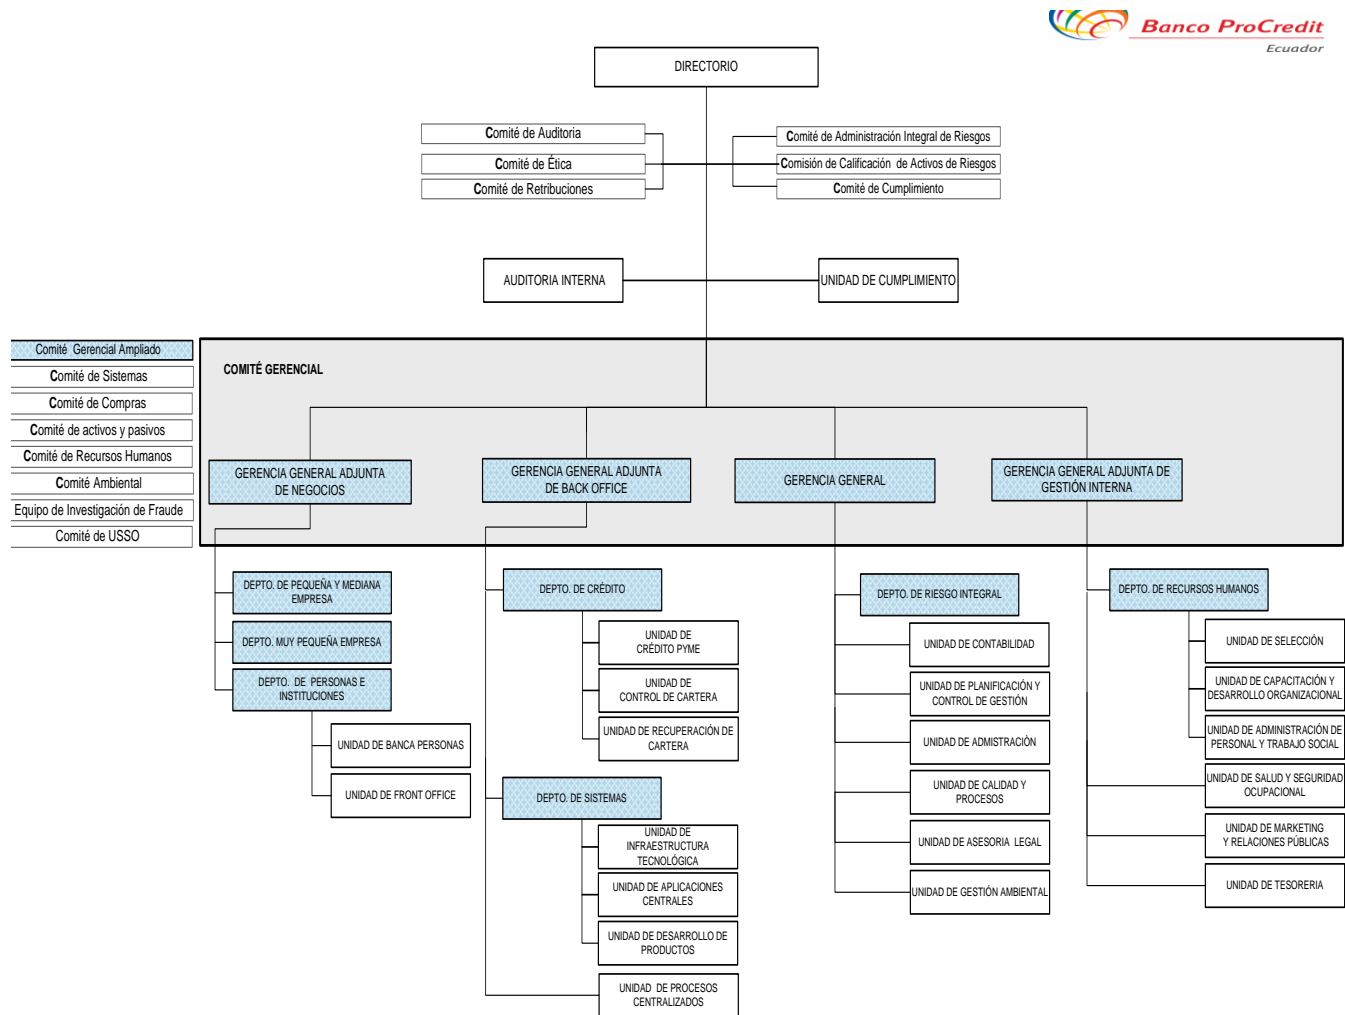 Banco ProCredit
Ecuador
DIRECTORIO
Comité de Auditoria
Comité de Ética
Comité de Retribuciones
Comité de Administración Integral de Riesgos
Comisión de Calificación de Activos de Riesgos
Comité de Cumplimiento
AUDITORIA INTERNA
UNIDAD DE CUMPLIMIENTO
Comité Gerencial Ampliado
Comité de Sistemas
Comité de Compras
Comité de activos y pasivos
Comité de Recursos Humanos
Comité Ambiental
Equipo de Investigación de Fraude
Comité de USSO
COMITÉ GERENCIAL
GERENCIA GENERAL ADJUNTA
DE NEGOCIOS
GERENCIA GENERAL ADJUNTA
DE BACK OFFICE
GERENCIA GENERAL
GERENCIA GENERAL ADJUNTA DE
GESTIÓN INTERNA
DEPTO. DE PEQUEÑA Y MEDIANA
EMPRESA
DEPTO. MUY PEQUEÑA EMPRESA
DEPTO. DE PERSONAS E
INSTITUCIONES
UNIDAD DE BANCA PERSONAS
UNIDAD DE FRONT OFFICE
DEPTO. DE CRÉDITO
UNIDAD DE
CRÉDITO PYME
UNIDAD DE
CONTROL DE CARTERA
UNIDAD DE RECUPERACIÓN DE
CARTERA
DEPTO. DE SISTEMAS
UNIDAD DE
INFRAESTRUCTURA
TECNOLÓGICA
UNIDAD DE APLICACIONES
CENTRALES
UNIDAD DE DESARROLLO DE
PRODUCTOS
UNIDAD DE PROCESOS
CENTRALIZADOS
DEPTO. DE RIESGO INTEGRAL
UNIDAD DE CONTABILIDAD
UNIDAD DE PLANIFICACIÓN Y
CONTROL DE GESTIÓN
UNIDAD DE ADMISTRACIÒN
UNIDAD DE CALIDAD Y
PROCESOS
UNIDAD DE ASESORIA LEGAL
UNIDAD DE GESTIÓN AMBIENTAL
DEPTO. DE RECURSOS HUMANOS
UNIDAD DE SELECCIÓN
UNIDAD DE CAPACITACIÓN Y
DESARROLLO ORGANIZACIONAL
UNIDAD DE ADMINISTRACIÓN DE
PERSONAL Y TRABAJO SOCIAL
UNIDAD DE SALUD Y SEGURIDAD
OCUPACIONAL
UNIDAD DE MARKETING
Y RELACIONES PÚBLICAS
UNIDAD DE TESORERIA